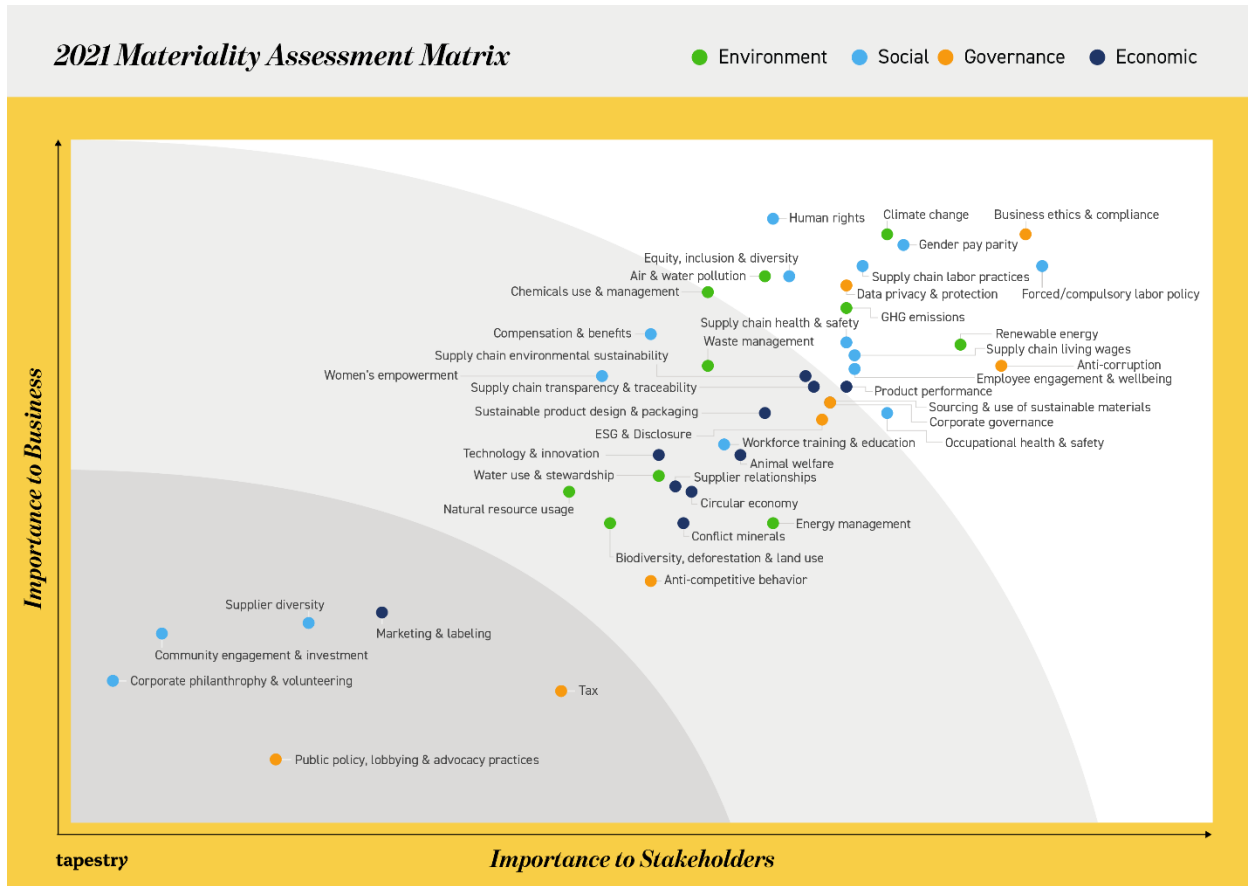 2021 Materiality Assessment Matrix
Environment
Social
Governance
Economic
Human rights
Climate change
Business ethics & compliance
Gender pay parity
Equity, inclusion & diversity
Air & water pollution
Supply chain labor practices
Chemicals use & management
Data privacy & protection
Forced/compulsory labor policy
GHG emissions
Supply chain health & safety
Compensation & benefits
Renewable energy
Waste management
Supply chain living wages
Supply chain environmental sustainability
Anti-corruption
Women's empowerment
Employee engagement & wellbeing
Supply chain transparency & traceability
Product performance
Sustainable product design & packaging
Sourcing & use of sustainable materials
Corporate governance
ESG & Disclosure
Workforce training & education
Occupational health & safety
Technology & innovation
Animal welfare
Water use & stewardship
Supplier relationships
Natural resource usage
Circular economy
Energy management
Conflict minerals
Biodiversity, deforestation & land use
Anti-competitive behavior
Supplier diversity
Marketing & labeling
Community engagement & investment
Corporate philanthrophy & volunteering
Tax
Public policy, lobbying & advocacy practices
Importance to Business
tapestry
Importance to Stakeholders